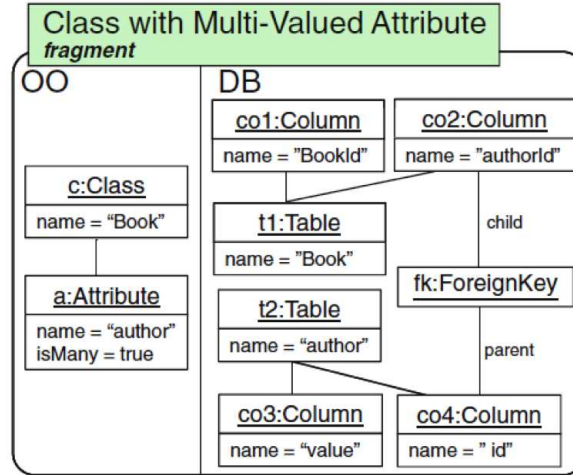 Class with Multi-Valued Attribute
fragment
OO
DB
co1:Column
name = "BookId"
co2:Column
name = "authorId"
c:Class
name = “Book”
t1:Table
name = "Book”
child
a:Attribute
name = “author”
isMany = true
fk:ForeignKey
t2:Table
name = “author”
parent
co3:Column
name = “value”
co4:Column
name = ” id”